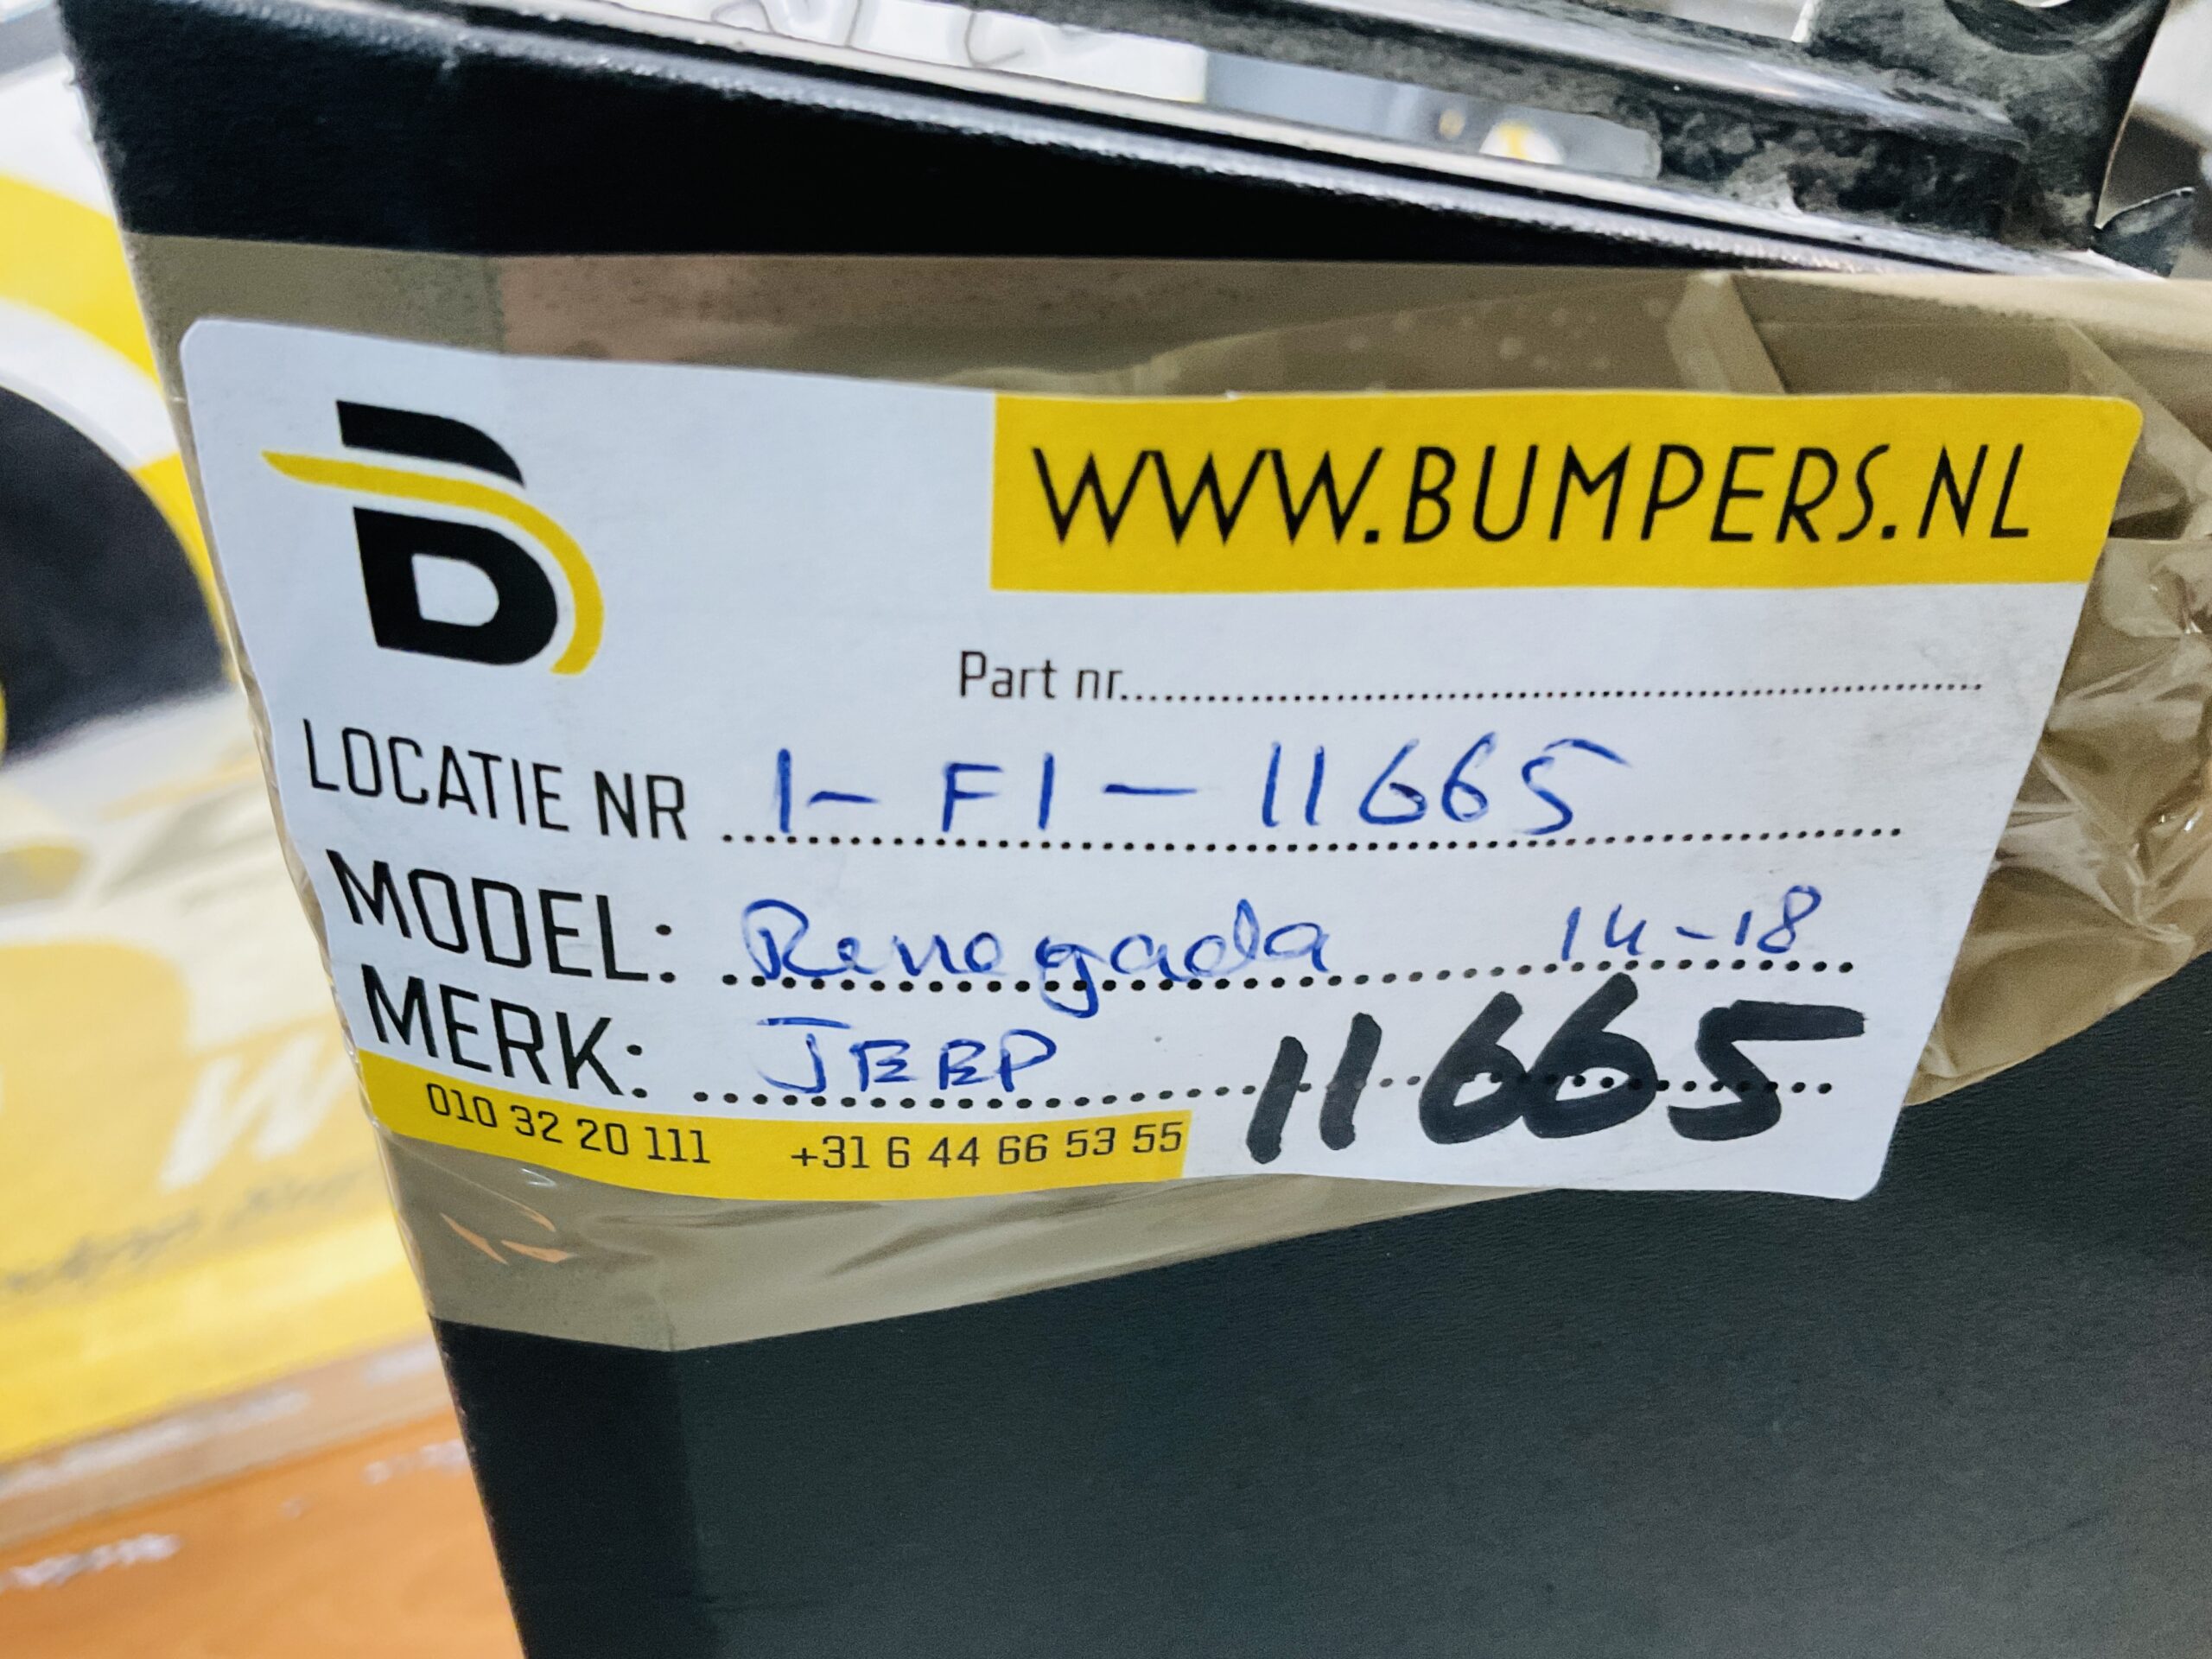 WWW.BUMPERS.NL
Part nr.
LOCATIE NR 1-F1-11665
MODEL: Renegada 14-18
MERK: JEEP 11665
010 32 20 111 +31 6 44 66 53 55